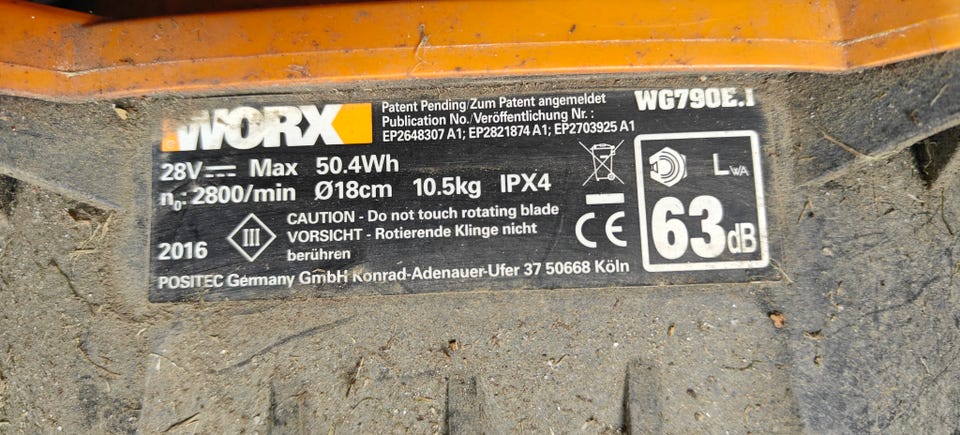 WORX
Patent Pending/Zum Patent angemeldet
Publication No./Veröffentlichung Nr.:
EP2648307 A1; EP2821874 A1; EP2703925 A1
WG790E.1
28V Max 50.4Wh
n0: 2800/min Ø18cm 10.5kg IPX4
CAUTION - Do not touch rotating blade
VORSICHT - Rotierende Klinge nicht
berühren
2016
III
CE
LWA
63dB
POSITEC Germany GmbH Konrad-Adenauer-Ufer 37 50668 Köln